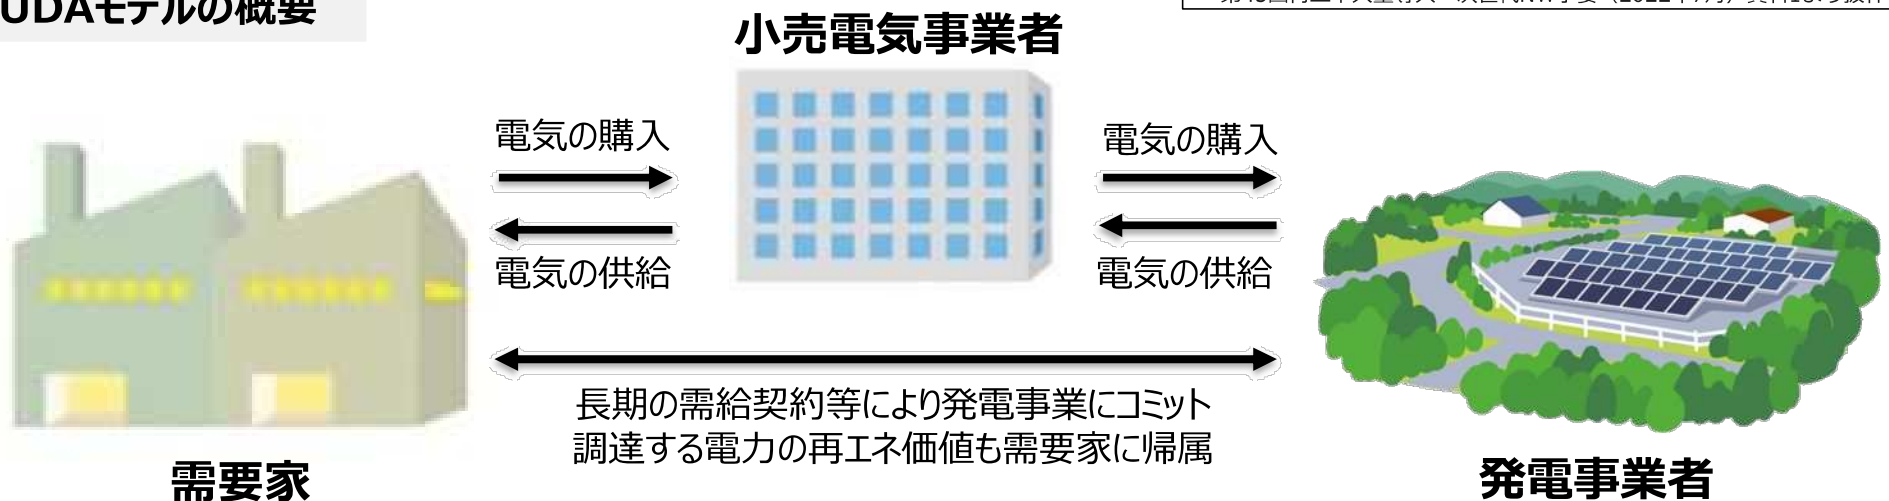 UDAモデルの概要
小売電気事業者
電気の購入
電気の購入
電気の供給
電気の供給
長期の需給契約等により発電事業にコミット
調達する電力の再エネ価値も需要家に帰属
需要家
発電事業者